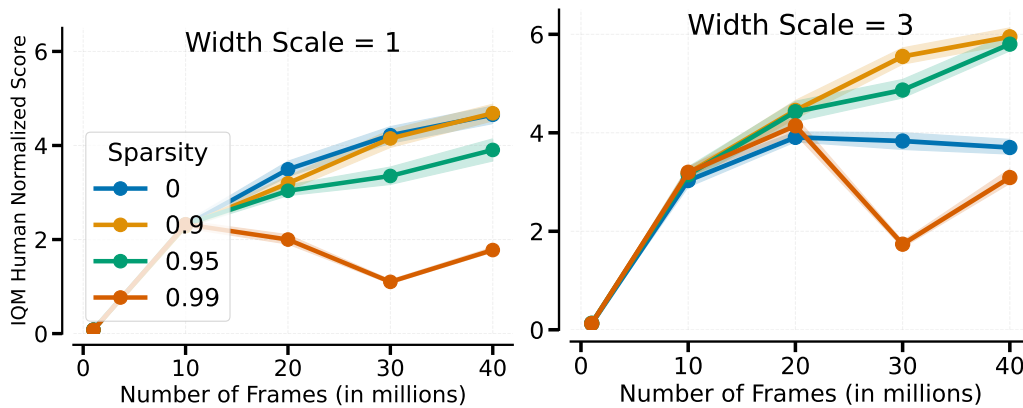 Width Scale = 1
IQM Human Normalized Score
6
4
2
0
Sparsity
0
0.9
0.95
0.99
0 10 20 30 40
Number of Frames (in millions)
Width Scale = 3
6
4
2
0
0 10 20 30 40
Number of Frames (in millions)